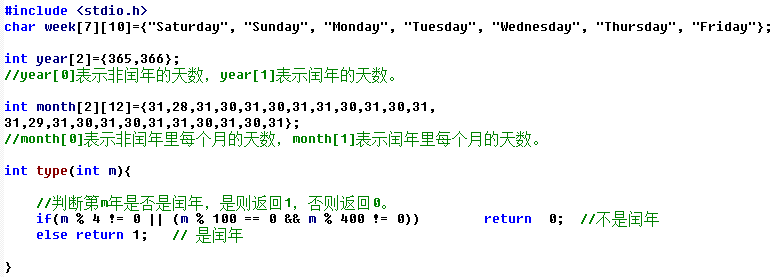 #include <stdio.h>
char week[7][10]={"Saturday", "Sunday", "Monday", "Tuesday", "Wednesday", "Thursday", "Friday"};
int year[2]={365,366};
//year[0]表示非闰年的天数，year[1]表示闰年的天数。
int month[2][12]={31,28,31,30,31,30,31,31,30,31,30,31,
31,29,31,30,31,30,31,31,30,31,30,31};
//month[0]表示非闰年里每个月的天数，month[1]表示闰年里每个月的天数。
int type(int m){
//判断第m年是否是闰年，是则返回1，否则返回0。
if(m % 4 != 0 || (m % 100 == 0 && m % 400 != 0)) return 0; //不是闰年
else return 1; // 是闰年
}